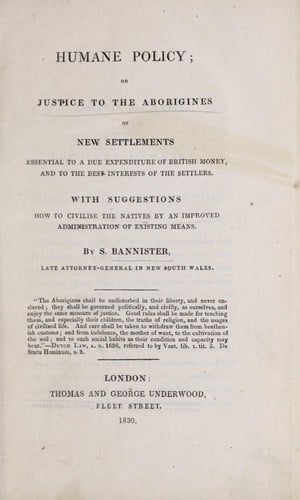 HUMANE POLICY;
OR
JUSTICE TO THE ABORIGINES
OF
NEW SETTLEMENTS
ESSENTIAL TO A DUE EXPENDITURE OF BRITISH MONEY,
AND TO THE BEST INTERESTS OF THE SETTLERS.
WITH SUGGESTIONS
HOW TO CIVILISE THE NATIVES BY AN IMPROVED
ADMINISTRATION OF EXISTING MEANS.
BY S. BANNISTER,
LATE ATTORNEY-GENERAL IN NEW SOUTH WALES.
"The Aborigines shall be undisturbed in their liberty, and never en-
slaved; they shall be governed politically, and civilly, as ourselves, and
enjoy the same measure of justice. Good rules shall be made for teaching
them, and especially their children, the truths of religion, and the usages
of civilized life. And care shall be taken to withdraw them from heathen-
ish customs; and from indolence, the mother of want, to the cultivation of
the soil; and to such social habits as their condition and capacity may
bear."—DUTCH LAW, A. D. 1636, referred to by Voet, lib. 1. tit. 5. De
Statu Hominum, s. 3.
LONDON:
THOMAS AND GEORGE UNDERWOOD,
FLEET STREET.
1830.